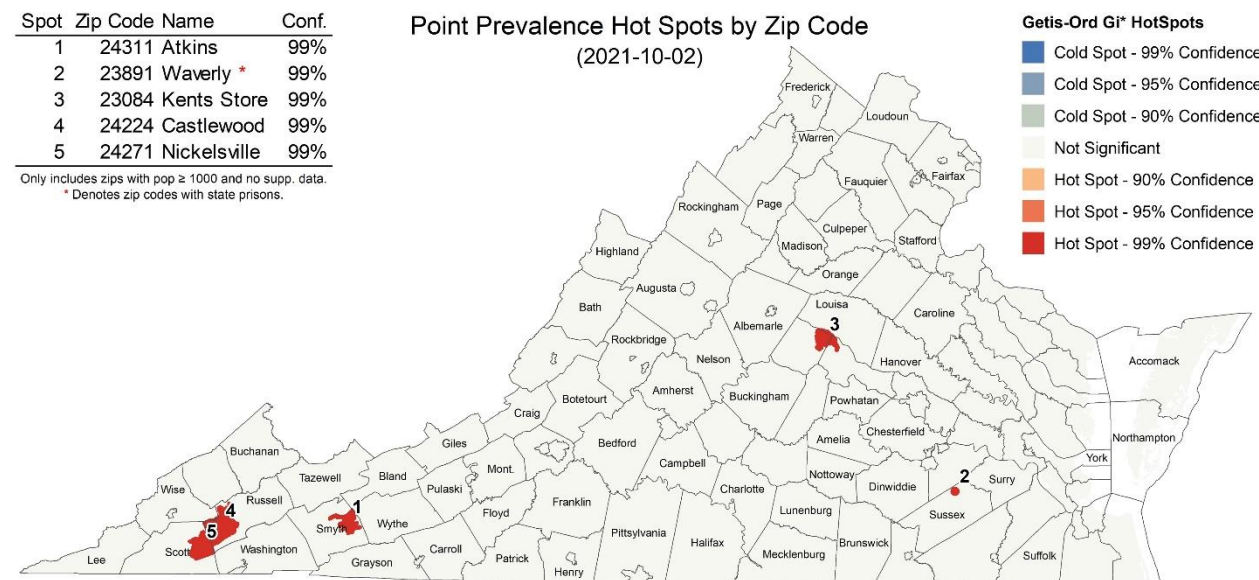 Point Prevalence Hot Spots by Zip Code
(2021-10-02)
Spot Zip Code Name Conf.
1 24311 Atkins 99%
2 23891 Waverly * 99%
3 23084 Kents Store 99%
4 24224 Castlewood 99%
5 24271 Nickelsville 99%
Only includes zips with pop ≥ 1000 and no supp. data.
* Denotes zip codes with state prisons.
Getis-Ord Gi* HotSpots
Cold Spot - 99% Confidence
Cold Spot - 95% Confidence
Cold Spot - 90% Confidence
Not Significant
Hot Spot - 90% Confidence
Hot Spot - 95% Confidence
Hot Spot - 99% Confidence
Frederick
Loudoun
Warren
Fairfax
Fauquier
Page
Rockingham
Culpeper
Stafford
Madison
Highland
Orange
Augusta
Louisa
Bath
Caroline
Albemarle
3
Rockbridge
Nelson
Hanover
Accomack
Amherst
Buckingham
Botetourt
Powhatan
Craig
Chesterfield
Northampton
Amelia
Giles
Bedford
Buchanan
Campbell
York
Mont.
Tazewell
Bland
Nottoway
2
Surry
Dinwiddie
Wise
Russell
Pulaski
Charlotte
Franklin
4
1
Floyd
Lunenburg
Sussex
Smyth
Wythe
5
Pittsylvania
Halifax
Brunswick
Scott
Washington
Carroll
Patrick
Mecklenburg
Suffolk
Lee
Grayson
Henry